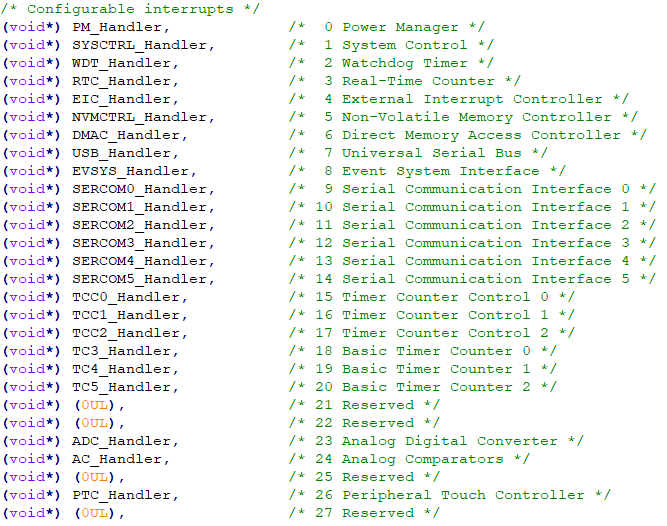 /* Configurable interrupts */
(void*) PM_Handler,             /*  0 Power Manager */
(void*) SYSCTRL_Handler,        /*  1 System Control */
(void*) WDT_Handler,            /*  2 Watchdog Timer */
(void*) RTC_Handler,            /*  3 Real-Time Counter */
(void*) EIC_Handler,            /*  4 External Interrupt Controller */
(void*) NVMCTRL_Handler,        /*  5 Non-Volatile Memory Controller */
(void*) DMAC_Handler,           /*  6 Direct Memory Access Controller */
(void*) USB_Handler,            /*  7 Universal Serial Bus */
(void*) EVSYS_Handler,          /*  8 Event System Interface */
(void*) SERCOM0_Handler,        /*  9 Serial Communication Interface 0 */
(void*) SERCOM1_Handler,        /* 10 Serial Communication Interface 1 */
(void*) SERCOM2_Handler,        /* 11 Serial Communication Interface 2 */
(void*) SERCOM3_Handler,        /* 12 Serial Communication Interface 3 */
(void*) SERCOM4_Handler,        /* 13 Serial Communication Interface 4 */
(void*) SERCOM5_Handler,        /* 14 Serial Communication Interface 5 */
(void*) TCC0_Handler,           /* 15 Timer Counter Control 0 */
(void*) TCC1_Handler,           /* 16 Timer Counter Control 1 */
(void*) TCC2_Handler,           /* 17 Timer Counter Control 2 */
(void*) TC3_Handler,            /* 18 Basic Timer Counter 0 */
(void*) TC4_Handler,            /* 19 Basic Timer Counter 1 */
(void*) TC5_Handler,            /* 20 Basic Timer Counter 2 */
(void*) (0UL),                  /* 21 Reserved */
(void*) (0UL),                  /* 22 Reserved */
(void*) ADC_Handler,            /* 23 Analog Digital Converter */
(void*) AC_Handler,             /* 24 Analog Comparators */
(void*) (0UL),                  /* 25 Reserved */
(void*) PTC_Handler,            /* 26 Peripheral Touch Controller */
(void*) (0UL),                  /* 27 Reserved */